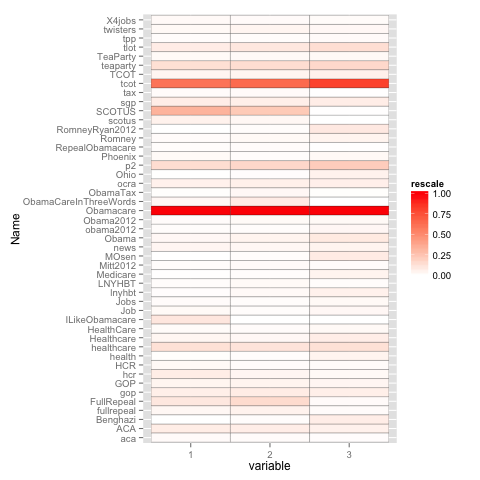 X4jobs
twisters
tpp
tlot
TeaParty
teaparty
TCOT
tcot
tax
sgp
SCOTUS
scotus
RomneyRyan2012
Romney
RepealObamacare
Phoenix
p2
Ohio
ocra
ObamaTax
ObamaCareInThreeWords
Obamacare
Obama2012
obama2012
Obama
news
MOsen
Mitt2012
Medicare
LNYHBT
lnyhbt
Jobs
Job
ILikeObamacare
HealthCare
Healthcare
healthcare
health
HCR
hcr
GOP
gop
FullRepeal
fullrepeal
Benghazi
ACA
aca
Name
1 2 3
variable
rescale
1.00
0.75
0.50
0.25
0.00